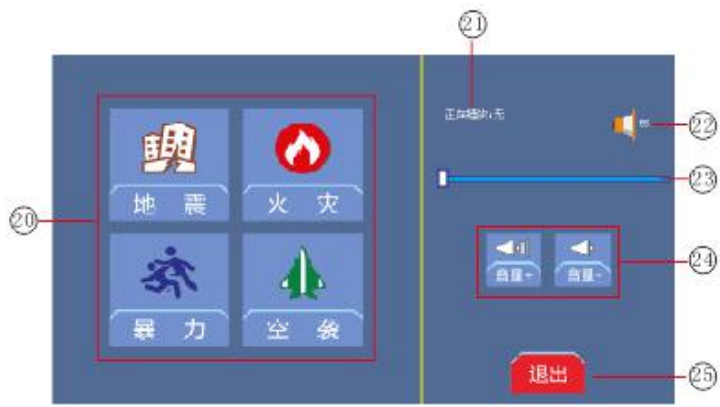 ㉑
正在播放:无
㉒
㉓
地 震
火 灾
⑳
暴 力
空 袭
音量+
音量-
㉔
退出
㉕